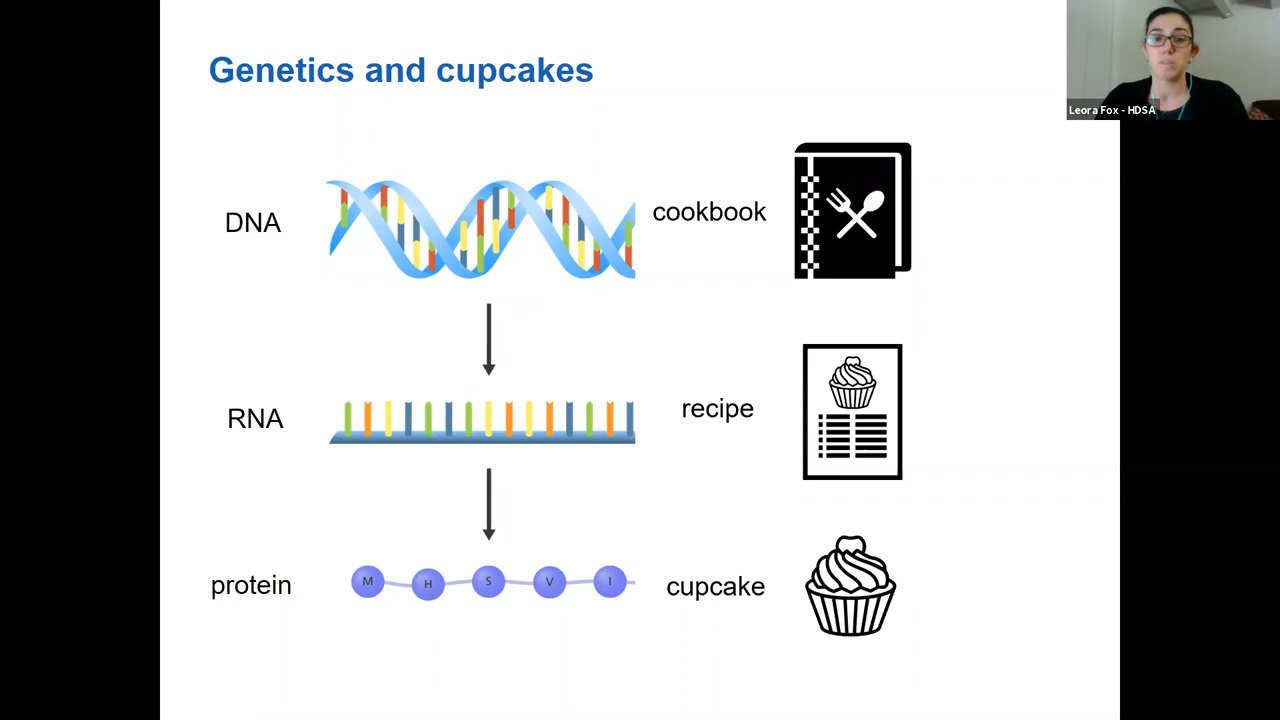 Genetics and cupcakes
Leora Fox - HDSA
DNA
cookbook
RNA
recipe
protein
M H S V I
cupcake